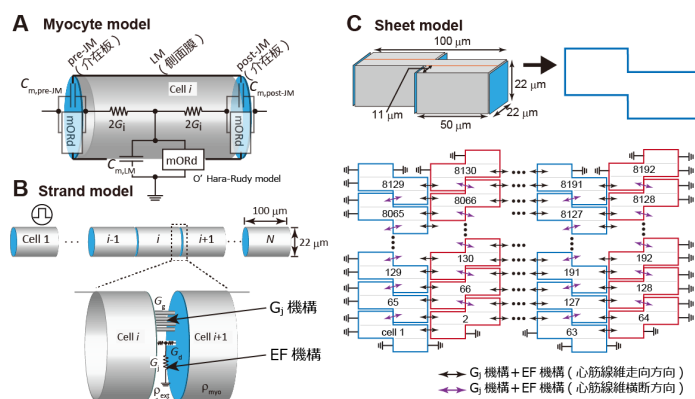 A Myocyte model
pre-JM
(介在板)
LM
(側面膜)
post-JM
(介在板)
Cell i
Cm,pre-JM
Cm,post-JM
mORd
2Gi
2Gi
mORd
Cm,LM
mORd
O' Hara-Rudy model
B Strand model
100 μm
Cell 1
i-1
i
i+1
N
22 μm
Gg
Gj 機構
Cell i
Gd
Cell i+1
Gj
EF 機構
ρext
ρmyo
C Sheet model
100 μm
22 μm
11 μm
50 μm
22 μm
8129
8130
8191
8192
8065
8066
8127
8128
129
130
191
192
65
66
127
128
cell 1
2
63
64
Gj 機構+EF 機構(心筋線維走向方向)
Gj 機構+EF 機構(心筋線維横断方向)